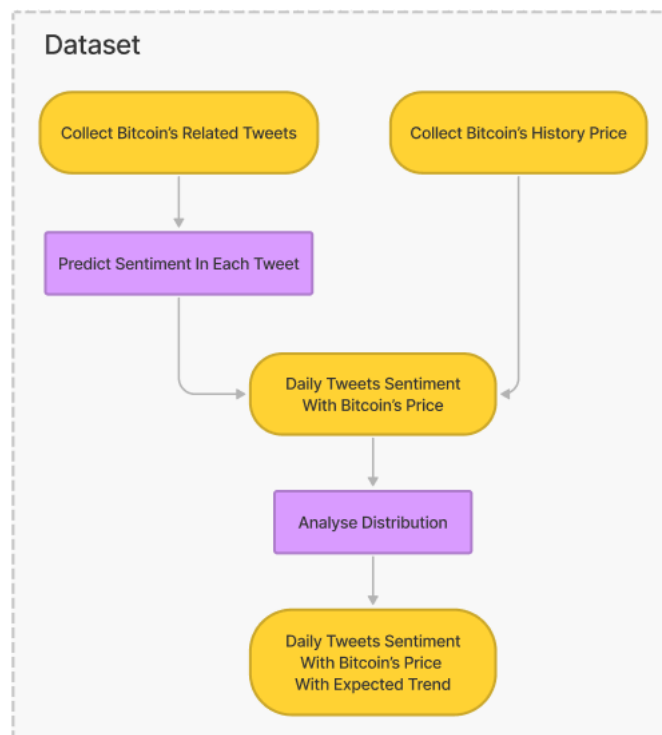 Dataset
Collect Bitcoin's Related Tweets
Collect Bitcoin's History Price
Predict Sentiment In Each Tweet
Daily Tweets Sentiment
With Bitcoin's Price
Analyse Distribution
Daily Tweets Sentiment
With Bitcoin's Price
With Expected Trend